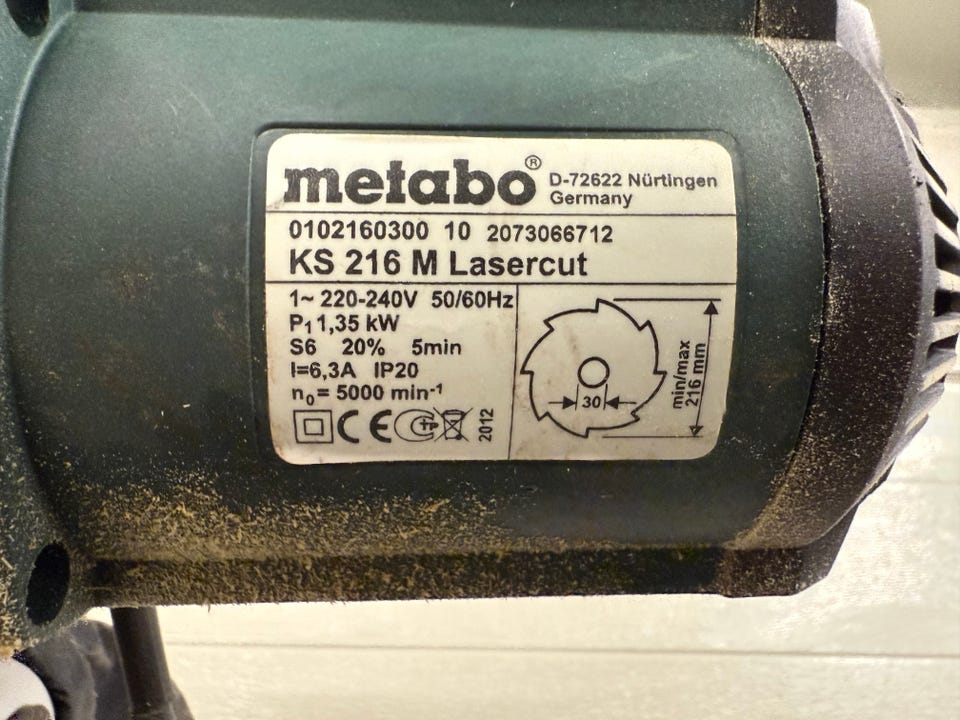 metabo® D-72622 Nürtingen
Germany
0102160300 10 2073066712
KS 216 M Lasercut
1~ 220-240V 50/60Hz
P₁ 1,35 kW
S6 20% 5min
I=6,3A IP20
n₀ = 5000 min⁻¹
CE 2012
30
min/max
216 mm